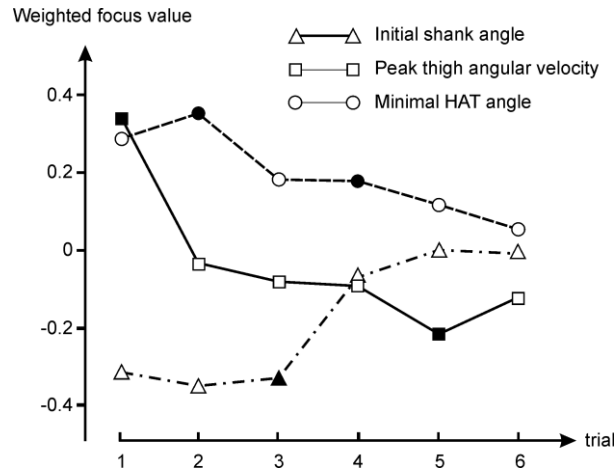 Weighted focus value
Initial shank angle
Peak thigh angular velocity
Minimal HAT angle
0.4
0.2
0
-0.2
-0.4
trial
1 2 3 4 5 6